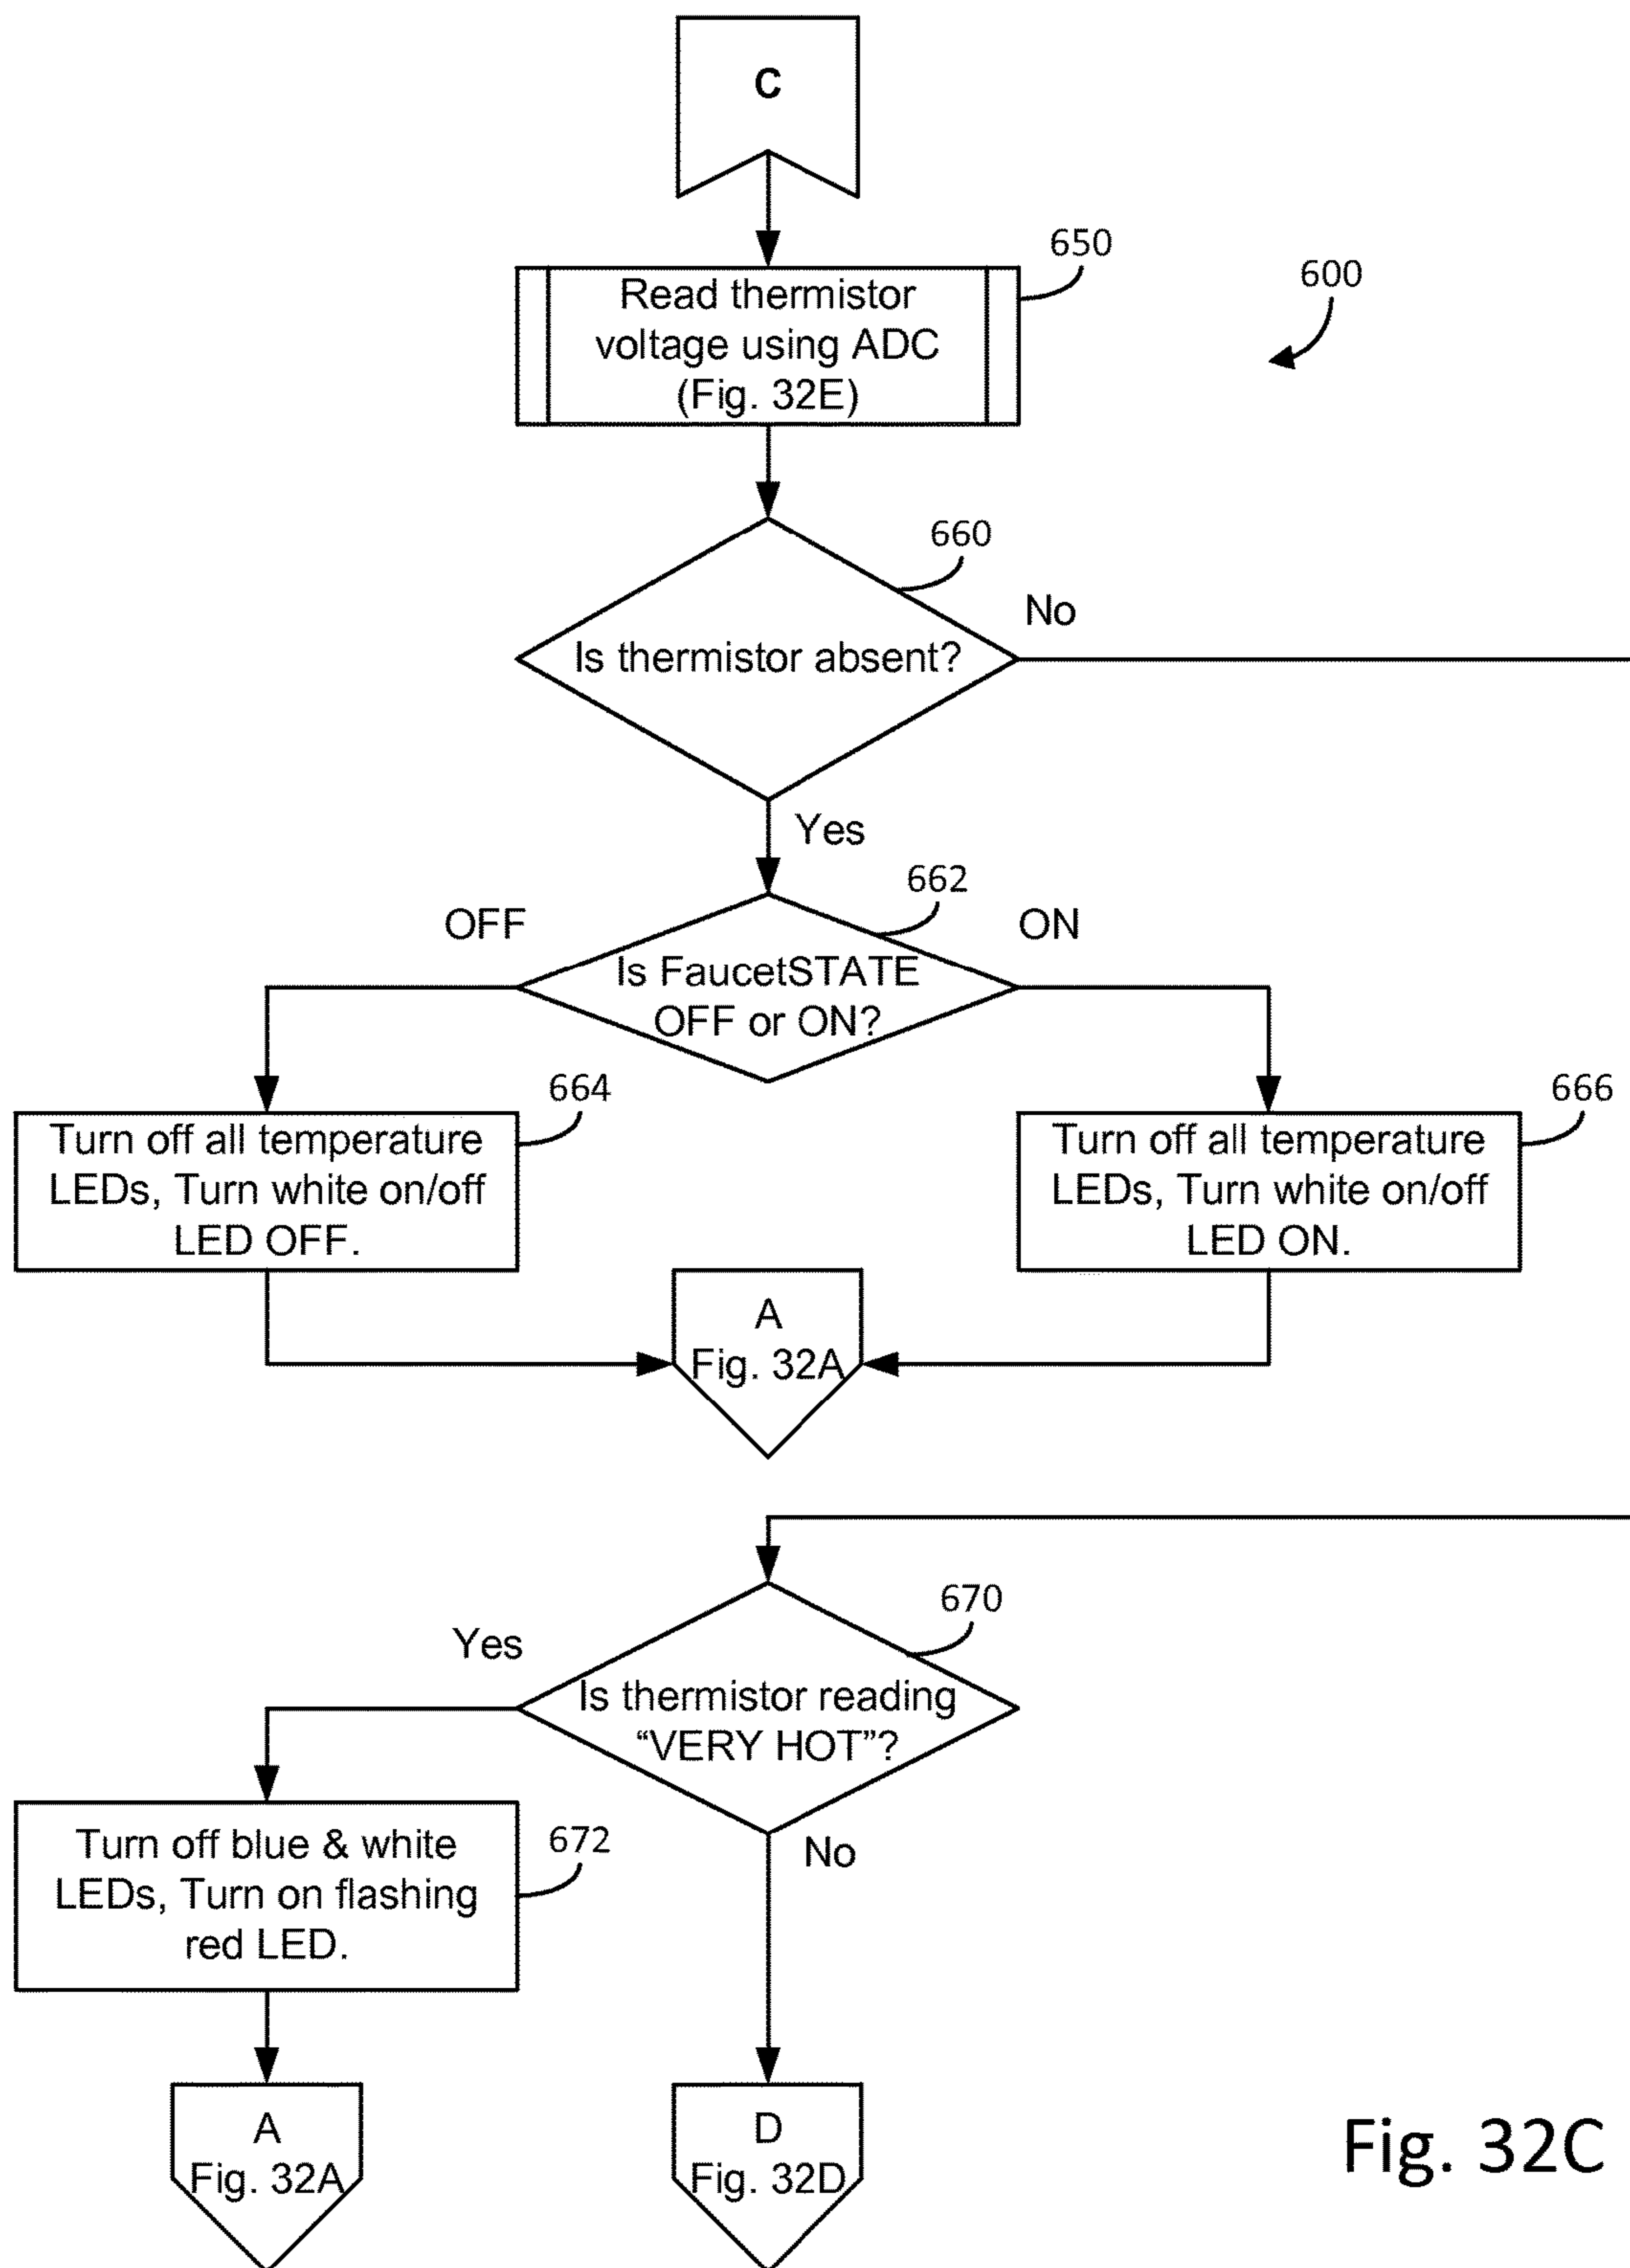 C
650
600
Read thermistor
voltage using ADC
(Fig. 32E)
660
No
Is thermistor absent?
Yes
662
OFF
ON
Is FaucetSTATE
OFF or ON?
664
666
Turn off all temperature
LEDs, Turn white on/off
LED OFF.
Turn off all temperature
LEDs, Turn white on/off
LED ON.
A
Fig. 32A
670
Yes
Is thermistor reading
“VERY HOT”?
672
No
Turn off blue & white
LEDs, Turn on flashing
red LED.
A
Fig. 32A
D
Fig. 32D
Fig. 32C